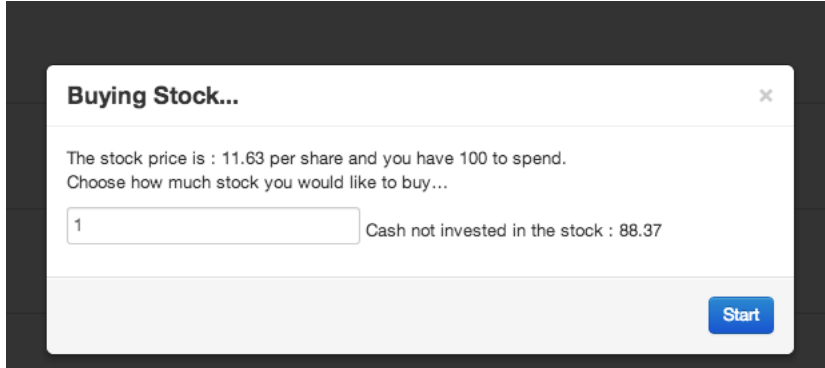 Buying Stock...
×
The stock price is : 11.63 per share and you have 100 to spend.
Choose how much stock you would like to buy…
1 Cash not invested in the stock : 88.37
Start